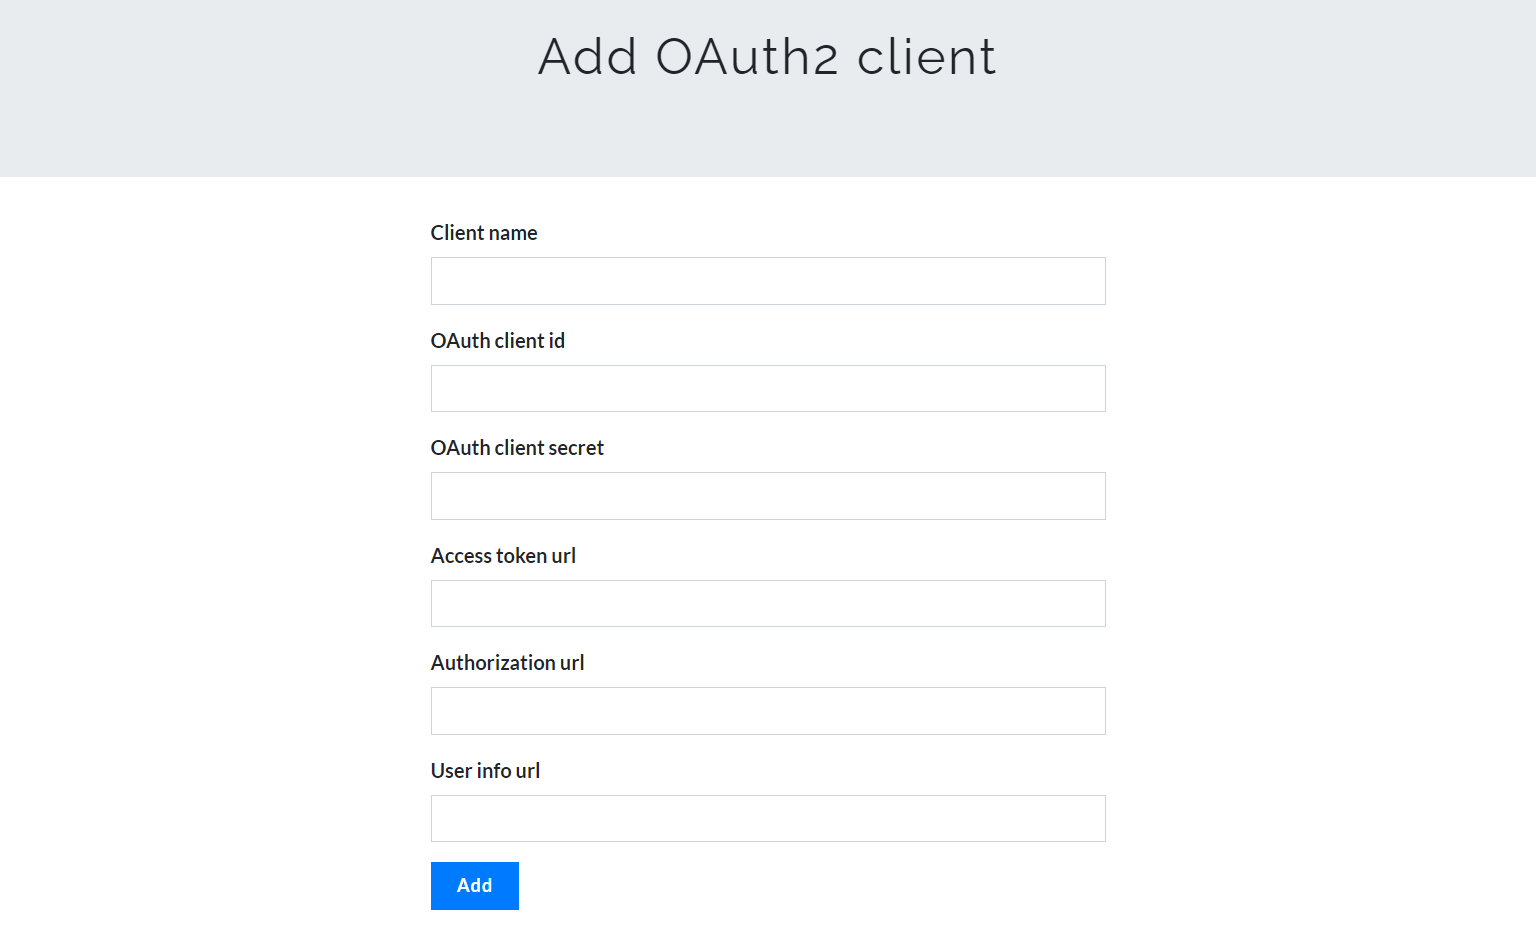 Add OAuth2 client
Client name
OAuth client id
OAuth client secret
Access token url
Authorization url
User info url
Add